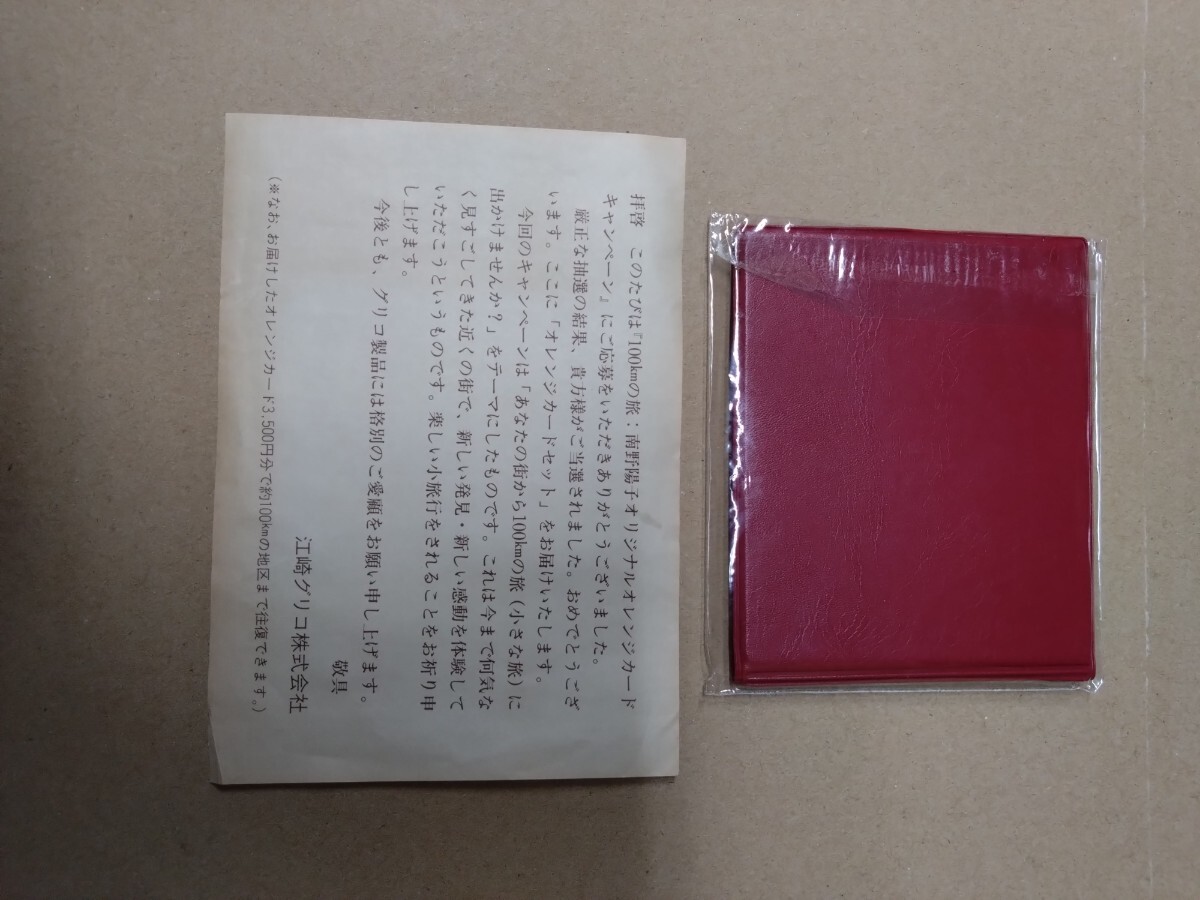 拝啓　このたびは『100㎞の旅：南野陽子オリジナルオレンジカード
キャンペーン』にご応募をいただきありがとうございました。
厳正な抽選の結果、貴方様がご当選されました。おめでとうござ
います。ここに「オレンジカードセット」をお届けいたします。
今回のキャンペーンは「あなたの街から100㎞の旅（小さな旅）に
出かけませんか？」をテーマにしたものです。これは今まで何気な
く見すごしてきた近くの街で、新しい発見・新しい感動を体験して
いただこうというものです。楽しい小旅行をされることをお祈り申
し上げます。
今後とも、グリコ製品には格別のご愛顧をお願い申し上げます。
敬具
江崎グリコ株式会社
（※なお、お届けしたオレンジカード3,500円分で約100㎞の地区まで往復できます。）